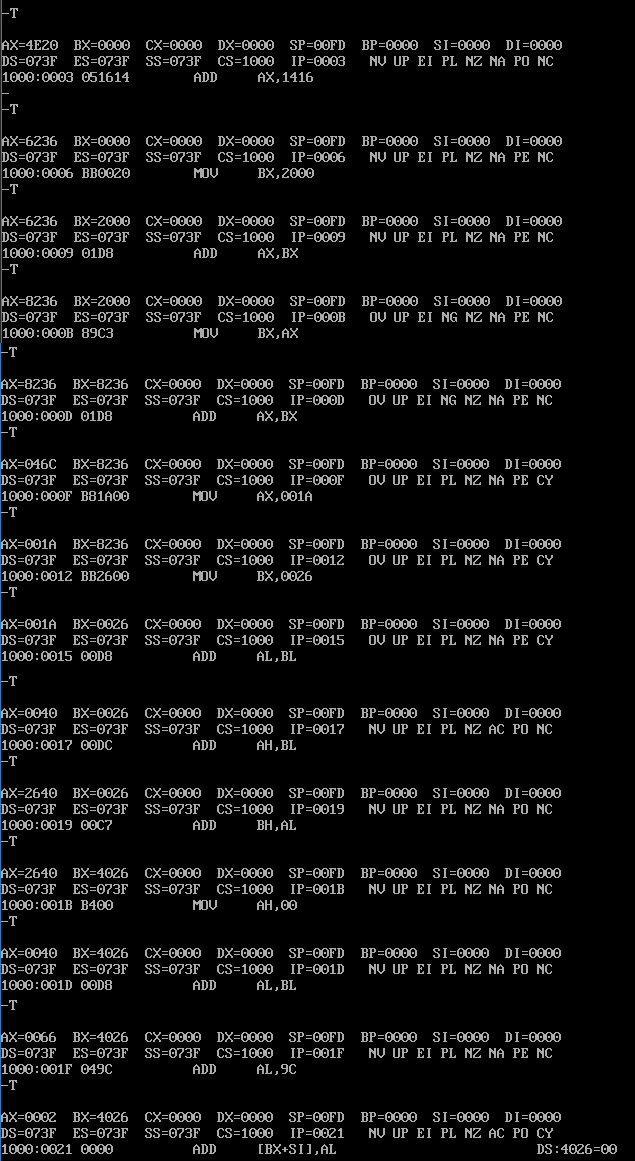 -T
AX=4E20 BX=0000 CX=0000 DX=0000 SP=00FD BP=0000 SI=0000 DI=0000
DS=073F ES=073F SS=073F CS=1000 IP=0003 NV UP EI PL NZ NA PO NC
1000:0003 051614 ADD AX,1416
-
-T
AX=6236 BX=0000 CX=0000 DX=0000 SP=00FD BP=0000 SI=0000 DI=0000
DS=073F ES=073F SS=073F CS=1000 IP=0006 NV UP EI PL NZ NA PE NC
1000:0006 BB0020 MOV BX,2000
-T
AX=6236 BX=2000 CX=0000 DX=0000 SP=00FD BP=0000 SI=0000 DI=0000
DS=073F ES=073F SS=073F CS=1000 IP=0009 NV UP EI PL NZ NA PE NC
1000:0009 01D8 ADD AX,BX
-T
AX=8236 BX=2000 CX=0000 DX=0000 SP=00FD BP=0000 SI=0000 DI=0000
DS=073F ES=073F SS=073F CS=1000 IP=000B OV UP EI NG NZ NA PE NC
1000:000B 89C3 MOV BX,AX
-T
AX=8236 BX=8236 CX=0000 DX=0000 SP=00FD BP=0000 SI=0000 DI=0000
DS=073F ES=073F SS=073F CS=1000 IP=000D OV UP EI NG NZ NA PE NC
1000:000D 01D8 ADD AX,BX
-T
AX=046C BX=8236 CX=0000 DX=0000 SP=00FD BP=0000 SI=0000 DI=0000
DS=073F ES=073F SS=073F CS=1000 IP=000F OV UP EI PL NZ NA PE CY
1000:000F B81A00 MOV AX,001A
-T
AX=001A BX=8236 CX=0000 DX=0000 SP=00FD BP=0000 SI=0000 DI=0000
DS=073F ES=073F SS=073F CS=1000 IP=0012 OV UP EI PL NZ NA PE CY
1000:0012 BB2600 MOV BX,0026
-T
AX=001A BX=0026 CX=0000 DX=0000 SP=00FD BP=0000 SI=0000 DI=0000
DS=073F ES=073F SS=073F CS=1000 IP=0015 OV UP EI PL NZ NA PE CY
1000:0015 00D8 ADD AL,BL
-T
AX=0040 BX=0026 CX=0000 DX=0000 SP=00FD BP=0000 SI=0000 DI=0000
DS=073F ES=073F SS=073F CS=1000 IP=0017 NV UP EI PL NZ AC PO NC
1000:0017 00DC ADD AH,BL
-T
AX=2640 BX=0026 CX=0000 DX=0000 SP=00FD BP=0000 SI=0000 DI=0000
DS=073F ES=073F SS=073F CS=1000 IP=0019 NV UP EI PL NZ NA PO NC
1000:0019 00C7 ADD BH,AL
-T
AX=2640 BX=4026 CX=0000 DX=0000 SP=00FD BP=0000 SI=0000 DI=0000
DS=073F ES=073F SS=073F CS=1000 IP=001B NV UP EI PL NZ NA PO NC
1000:001B B400 MOV AH,00
-T
AX=0040 BX=4026 CX=0000 DX=0000 SP=00FD BP=0000 SI=0000 DI=0000
DS=073F ES=073F SS=073F CS=1000 IP=001D NV UP EI PL NZ NA PO NC
1000:001D 00D8 ADD AL,BL
-T
AX=0066 BX=4026 CX=0000 DX=0000 SP=00FD BP=0000 SI=0000 DI=0000
DS=073F ES=073F SS=073F CS=1000 IP=001F NV UP EI PL NZ NA PE NC
1000:001F 049C ADD AL,9C
-T
AX=0002 BX=4026 CX=0000 DX=0000 SP=00FD BP=0000 SI=0000 DI=0000
DS=073F ES=073F SS=073F CS=1000 IP=0021 NV UP EI PL NZ AC PO CY
1000:0021 0000 ADD [BX+SI],AL DS:4026=00